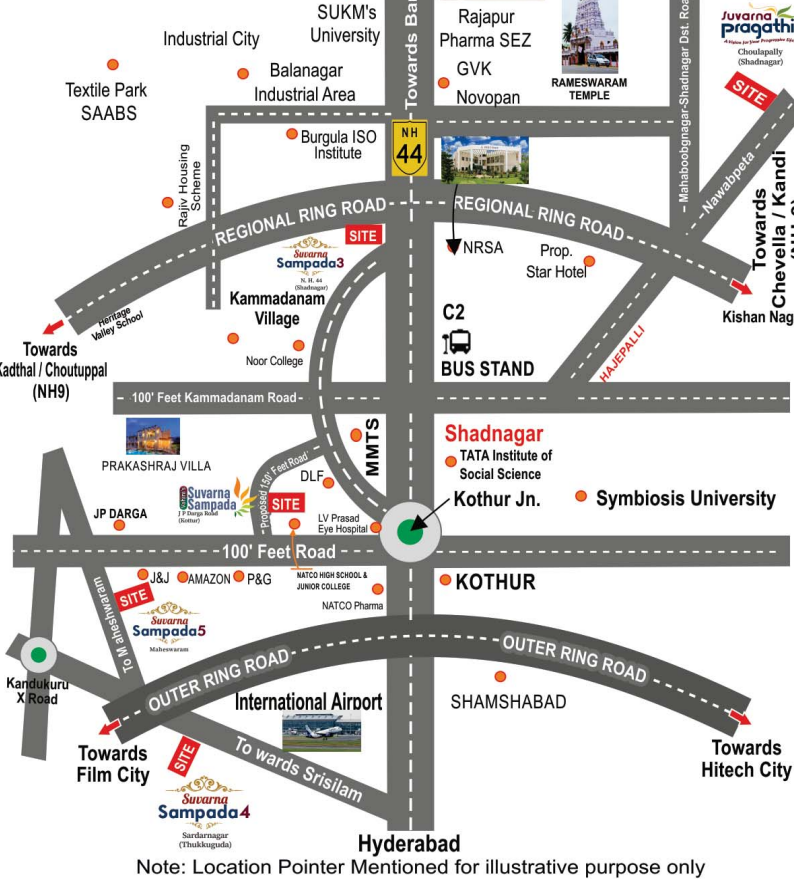 SUKM's
University
Industrial City
Balanagar
Industrial Area
Textile Park
SAABS
Burgula ISO
Institute
Rajiv Housing
Scheme
Towards Ban
NH
44
Rajapur
Pharma SEZ
GVK
Novopan
RAMESWARAM
TEMPLE
Mahaboobgnagar-Shadnagar Dst. Roa
Suvarna
pragathi
Choulapally
(Shadnagar)
SITE
Nawabpeta
Towards
Chevella / Kandi
REGIONAL RING ROAD
REGIONAL RING ROAD
SITE
Suvarna
Sampada3
N. H. 44
(Shadnagar)
NRSA
Prop.
Star Hotel
Kishan Nag
Heritage
Valley School
Towards
Kadthal / Choutuppal
(NH9)
Kammadanam
Village
Noor College
C2
BUS STAND
HAJEPALLI
100' Feet Kammadanam Road
PRAKASHRAJ VILLA
MMTS
Shadnagar
TATA Institute of
Social Science
Kothur Jn.
Symbiosis University
Proposed 150' Feet Road'
DLF
Suvarna
Sampada
J P Darga Road
(Kottur)
SITE
JP DARGA
LV Prasad
Eye Hospital
100' Feet Road
J&J
AMAZON
P&G
NATCO HIGH SCHOOL &
JUNIOR COLLEGE
NATCO Pharma
KOTHUR
To Maheshwaram
SITE
Suvarna
Sampada5
Maheswaram
Kandukuru
X Road
OUTER RING ROAD
OUTER RING ROAD
SHAMSHABAD
International Airport
Towards
Film City
SITE
To wards Srisilam
Towards
Hitech City
Suvarna
Sampada4
Sardarnagar
(Thukkuguda)
Hyderabad
Note: Location Pointer Mentioned for illustrative purpose only